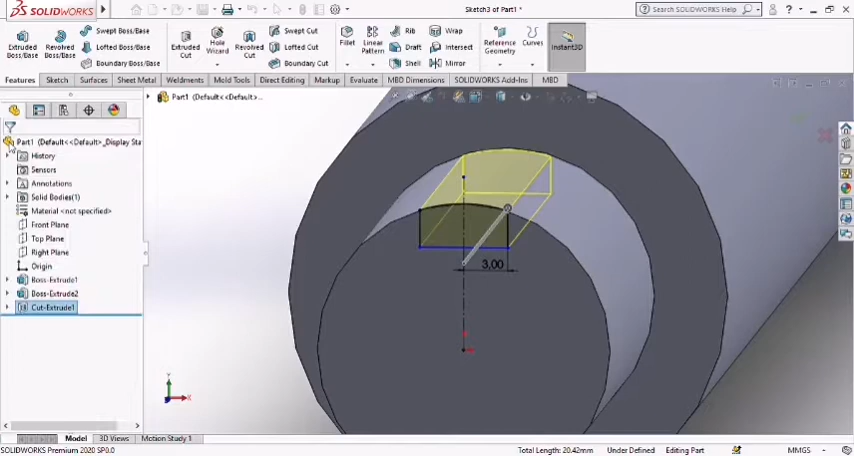 SOLIDWORKS
Sketch3 of Part1 *
Search SOLIDWORKS Help
Extruded Boss/Base
Revolved Boss/Base
Swept Boss/Base
Lofted Boss/Base
Boundary Boss/Base
Extruded Cut
Hole Wizard
Revolved Cut
Swept Cut
Lofted Cut
Boundary Cut
Fillet
Linear Pattern
Rib
Draft
Shell
Wrap
Intersect
Mirror
Reference Geometry
Curves
Instant3D
Features Sketch Surfaces Sheet Metal Weldments Mold Tools Direct Editing Markup Evaluate MBD Dimensions SOLIDWORKS Add-Ins MBD
Part1 (Default<<Default>...
Part1 (Default<<Default>_Display Sta
History
Sensors
Annotations
Solid Bodies(1)
Material <not specified>
Front Plane
Top Plane
Right Plane
Origin
Boss-Extrude1
Boss-Extrude2
Cut-Extrude1
3,00
Y
X
Model 3D Views Motion Study 1
SOLIDWORKS Premium 2020 SP0.0 Total Length: 20.42mm Under Defined Editing Part MMGS